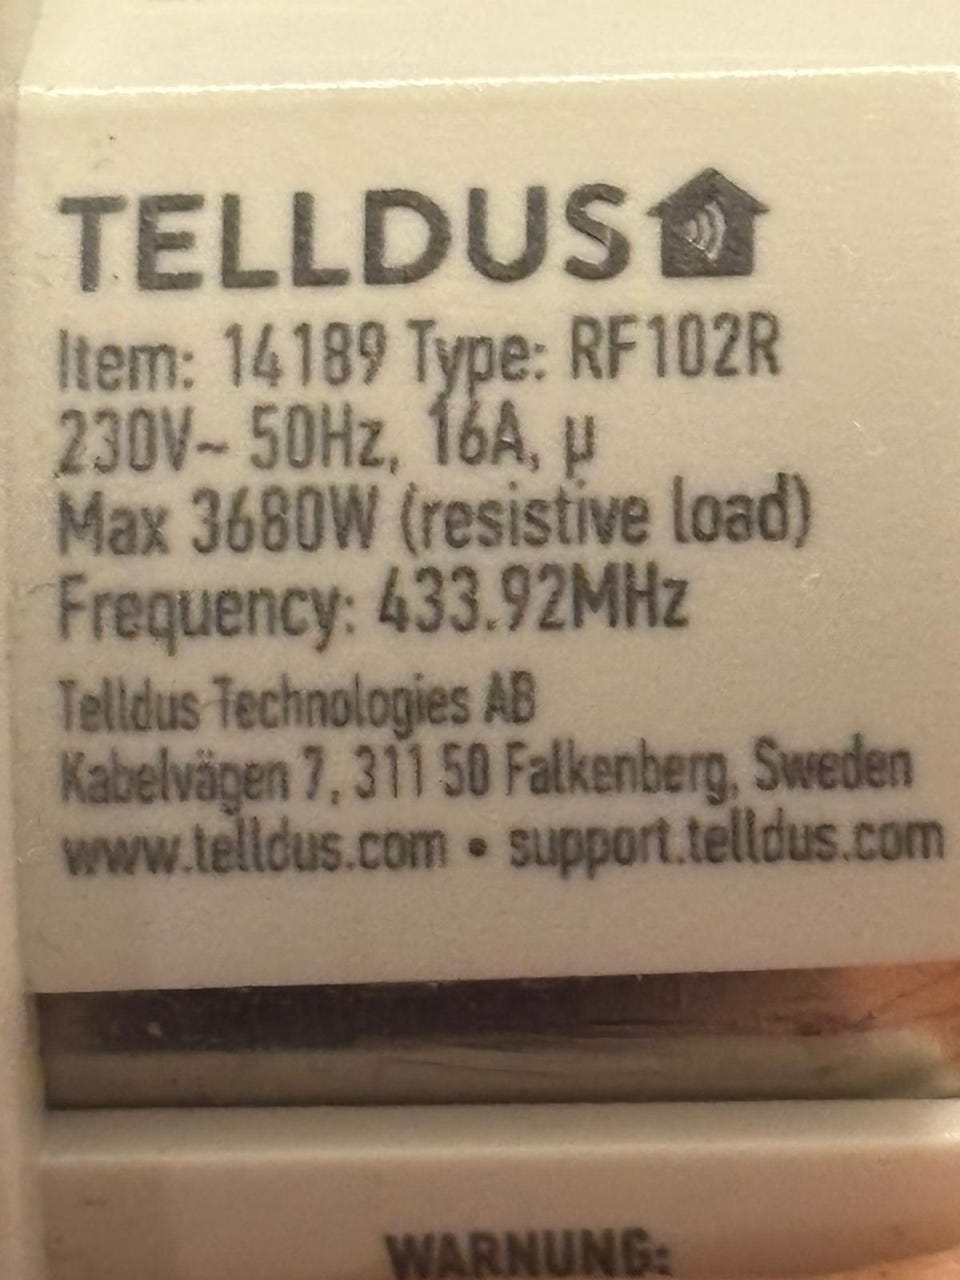 TELLDUS
Item: 14189 Type: RF102R
230V~ 50Hz, 16A, µ
Max 3680W (resistive load)
Frequency: 433.92MHz
Telldus Technologies AB
Kabelvägen 7, 311 50 Falkenberg, Sweden
www.telldus.com • support.telldus.com
WARNUNG: